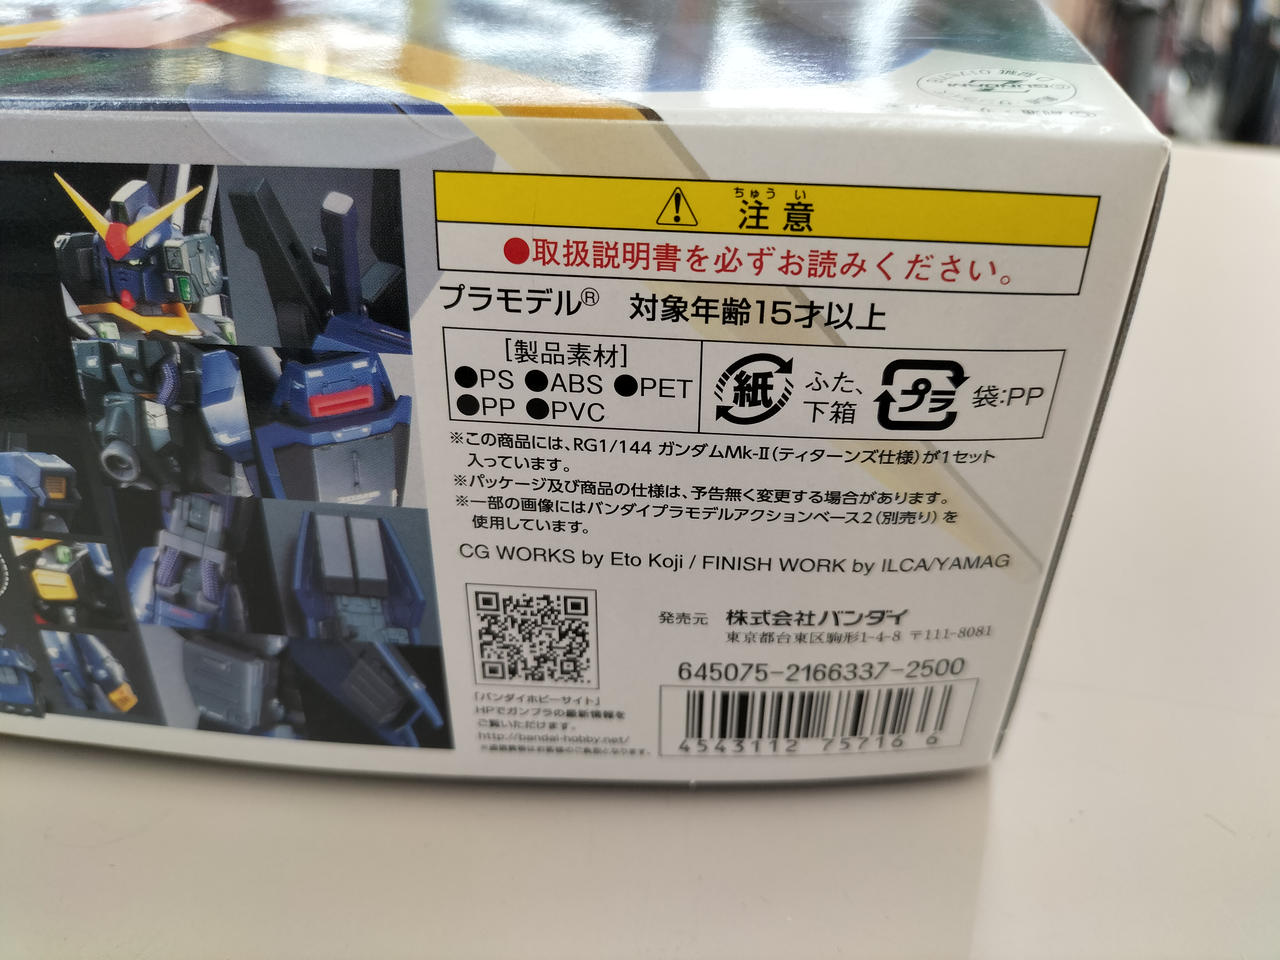 ちゅう い
注意
●取扱説明書を必ずお読みください。
プラモデル® 対象年齢15才以上
[製品素材]
●PS ●ABS ●PET
●PP ●PVC
紙
ふた、
下箱
プラ
袋:PP
※この商品には、RG1/144 ガンダムMk-Ⅱ(ティターンズ仕様)が1セット
入っています。
※パッケージ及び商品の仕様は、予告無く変更する場合があります。
※一部の画像にはバンダイプラモデルアクションベース2(別売り)を
使用しています。
CG WORKS by Eto Koji / FINISH WORK by ILCA/YAMAG
発売元 株式会社バンダイ
東京都台東区駒形1-4-8 〒111-8081
645075-2166337-2500
4543112 75716 6
「バンダイホビーサイト」
HPでガンプラの最新情報を
ご覧いただけます。
http://bandai-hobby.net/